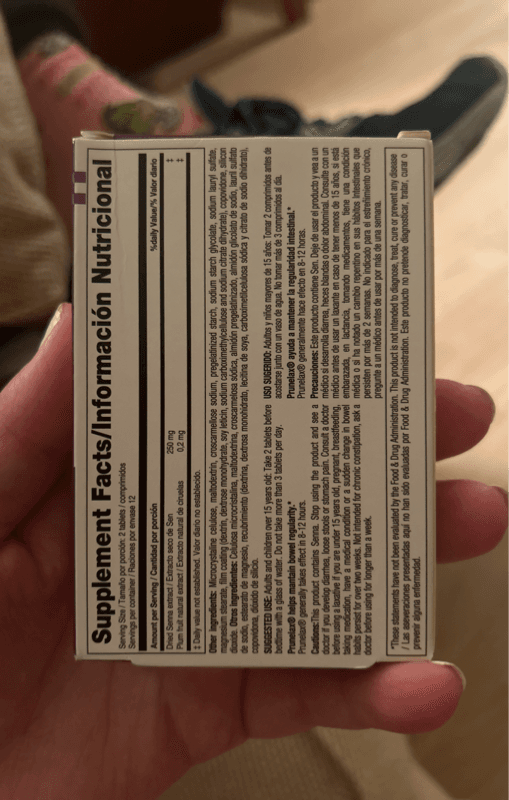 Supplement Facts/Información Nutricional
Serving Size / Tamaño por porción: 2 tablets / comprimidos
Servings per container / Raciones por envase 12
Amount per Serving / Cantidad por porción %daily Value/% Valor diario
Dried Senna extract / Extracto seco de Sen 250 mg ‡
Plum fruit natural extract / Extracto natural de ciruelas 0,2 mg ‡
‡ Daily value not established. Valor diario no establecido.
Other ingredients: Microcrystaline cellulose, maltodextrin, croscarmellose sodium, pregelatinized starch, sodium starch glycolate, sodium lauryl sulfate,
magnesium stearate, film coating (dextrin, dextrose monohydrate, soy leticin, sodium carboximethylcellulose and sodium citrate dihydrate), copovidone, silicon
dioxide. Otros Ingredientes: Celulosa microcristalina, maltodextrina, croscarmelosa sódica, almidón pregelatinizado, almidón glicolato de sodio, lauril sulfato
de sodio, estearato de magnesio, recubrimiento (dextrina, dextrosa monohidrato, lecitina de soya, carboximetilcelulosa sódica y citrato de sodio dihidrato),
copovidona, dióxido de silicio.
SUGGESTED USE: Adults and children over 15 years old: Take 2 tablets before
bedtime with a glass of water. Do not take more than 3 tablets per day.
Prunelax® helps maintain bowel regularity.*
Prunelax® generally takes effect in 8-12 hours.
Cautions: This product contains Senna. Stop using the product and see a
doctor if you develop diarrhea, loose stools or stomach pain. Consult a doctor
before using a laxative if you are under 15 years old, pregnant, breastfeeding,
taking medication, have a medical condition or a sudden change in bowel
habits persist for over two weeks. Not intended for chronic constipation, ask a
doctor before using for longer than a week.
USO SUGERIDO: Adultos y niños mayores de 15 años: Tomar 2 comprimidos antes de
acostarse junto con un vaso de agua. No tomar más de 3 comprimidos al día.
Prunelax® ayuda a mantener la regularidad intestinal.*
Prunelax® generalmente hace efecto en 8-12 horas.
Precauciones: Este producto contiene Sen. Deje de usar el producto y vea a un
médico si desarrolla diarrea, heces blandas o dolor abdominal. Consulte con un
médico antes de usar un laxante en caso de tener menos de 15 años, si está
embarazada, en lactancia, tomando medicamentos, tiene una condición
médica o si ha notado un cambio repentino en sus hábitos intestinales que
persisten por más de 2 semanas. No indicado para el estreñimiento crónico,
pregunte a un médico antes de usar por más de una semana.
*These statements have not been evaluated by the Food & Drug Administration. This product is not intended to diagnose, treat, cure or prevent any disease
/ Las aseveraciones presentadas aquí no han sido evaluadas por Food & Drug Administration. Este producto no pretende diagnosticar, tratar, curar o
prevenir alguna enfermedad.